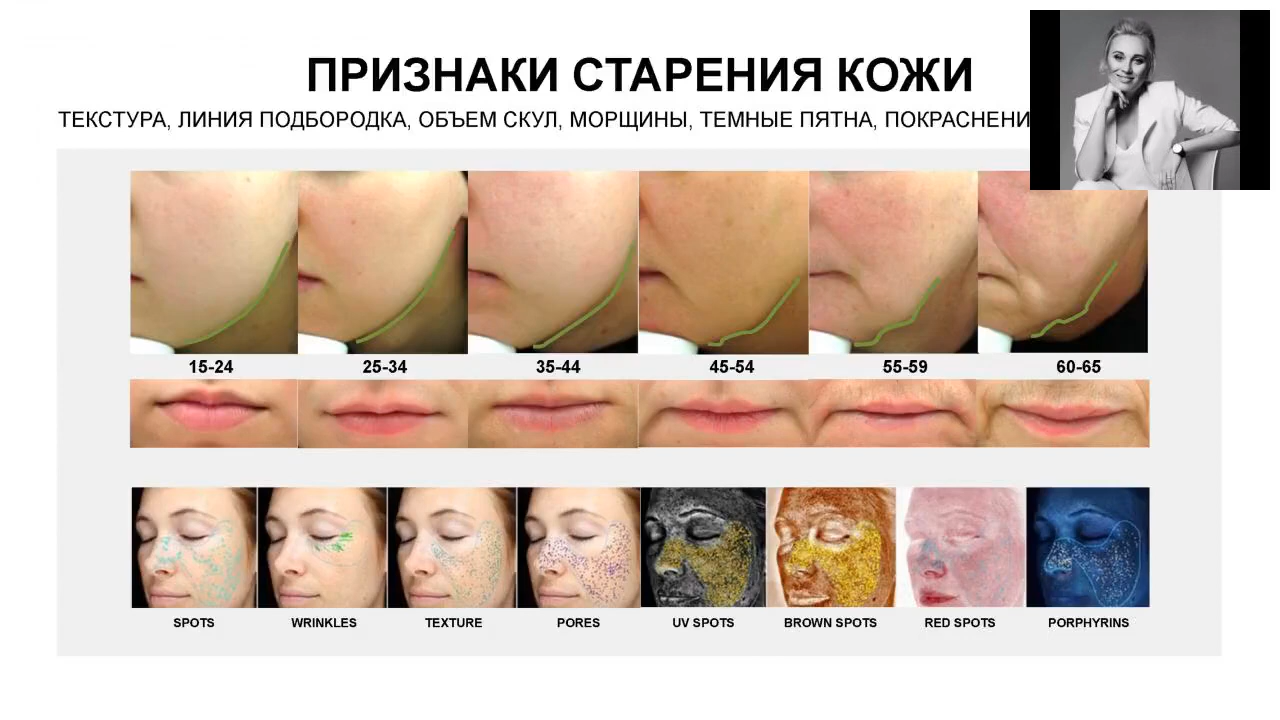 ПРИЗНАКИ СТАРЕНИЯ КОЖИ
ТЕКСТУРА, ЛИНИЯ ПОДБОРОДКА, ОБЪЕМ СКУЛ, МОРЩИНЫ, ТЕМНЫЕ ПЯТНА, ПОКРАСНЕНИ
15-24 25-34 35-44 45-54 55-59 60-65
SPOTS WRINKLES TEXTURE PORES UV SPOTS BROWN SPOTS RED SPOTS PORPHYRINS